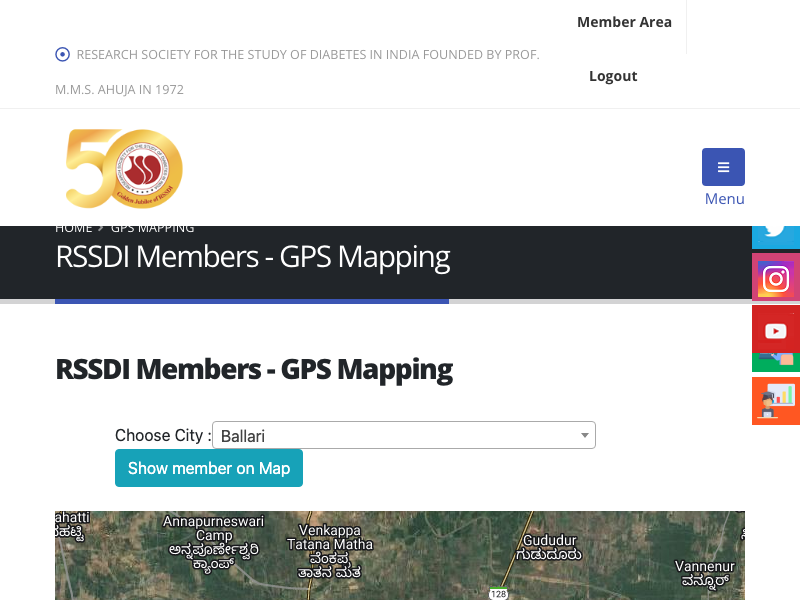 Member Area
RESEARCH SOCIETY FOR THE STUDY OF DIABETES IN INDIA FOUNDED BY PROF.
M.M.S. AHUJA IN 1972
Logout
50
Golden Jubilee of RSSDI
Menu
HOME > GPS MAPPING
RSSDI Members - GPS Mapping
RSSDI Members - GPS Mapping
Choose City : Ballari
Show member on Map
ahatti
Annapurneswari
Camp
ಅನ್ನಪೂರ್ಣೇಶ್ವರಿ
ಕ್ಯಾಂಪ್
Venkappa
Tatana Matha
ವೆಂಕಪ್ಪ
ತಾತನ ಮಠ
Gududur
ಗುಡುದೂರು
Vannenur
ವನ್ನೂರ್
128